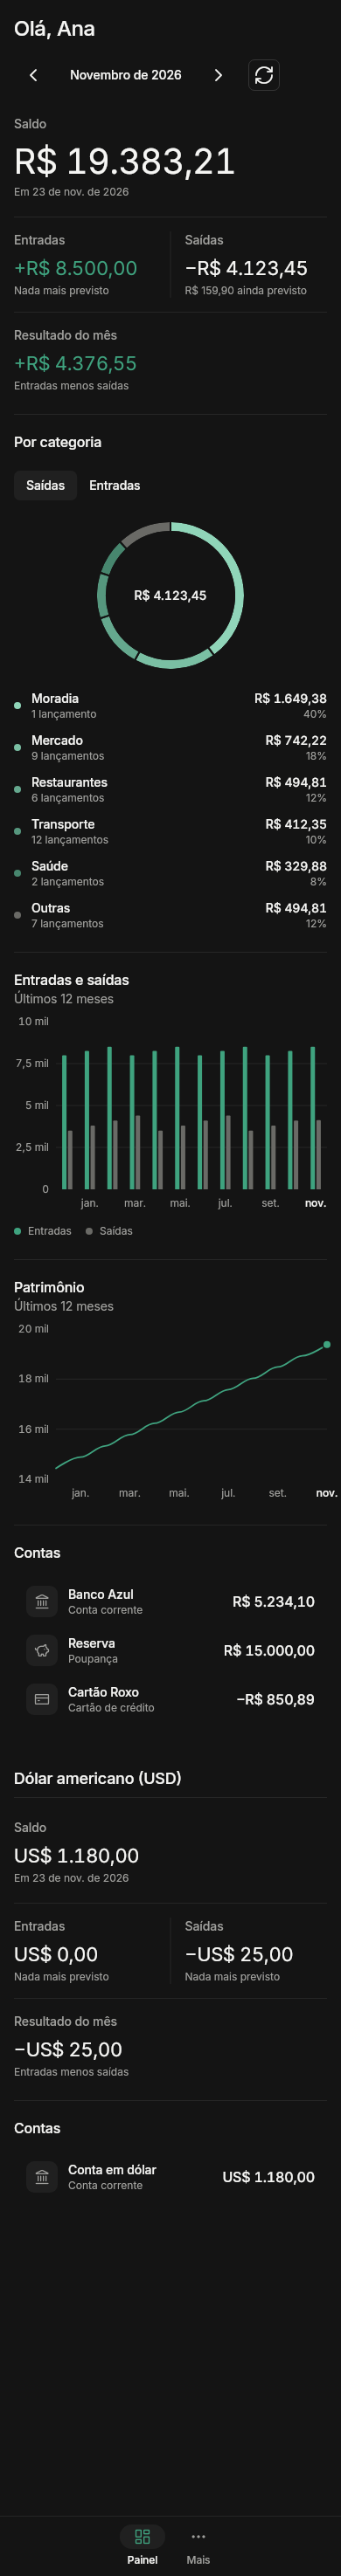 Olá, Ana
Novembro de 2026
Saldo
R$ 19.383,21
Em 23 de nov. de 2026
Entradas
+R$ 8.500,00
Nada mais previsto
Saídas
−R$ 4.123,45
R$ 159,90 ainda previsto
Resultado do mês
+R$ 4.376,55
Entradas menos saídas
Por categoria
Saídas
Entradas
R$ 4.123,45
Moradia
R$ 1.649,38
1 lançamento
40%
Mercado
R$ 742,22
9 lançamentos
18%
Restaurantes
R$ 494,81
6 lançamentos
12%
Transporte
R$ 412,35
12 lançamentos
10%
Saúde
R$ 329,88
2 lançamentos
8%
Outras
R$ 494,81
7 lançamentos
12%
Entradas e saídas
Últimos 12 meses
10 mil
7,5 mil
5 mil
2,5 mil
0
jan.
mar.
mai.
jul.
set.
nov.
Entradas
Saídas
Patrimônio
Últimos 12 meses
20 mil
18 mil
16 mil
14 mil
jan.
mar.
mai.
jul.
set.
nov.
Contas
Banco Azul
Conta corrente
R$ 5.234,10
Reserva
Poupança
R$ 15.000,00
Cartão Roxo
Cartão de crédito
−R$ 850,89
Dólar americano (USD)
Saldo
US$ 1.180,00
Em 23 de nov. de 2026
Entradas
US$ 0,00
Nada mais previsto
Saídas
−US$ 25,00
Nada mais previsto
Resultado do mês
−US$ 25,00
Entradas menos saídas
Contas
Conta em dólar
Conta corrente
US$ 1.180,00
Painel
Mais